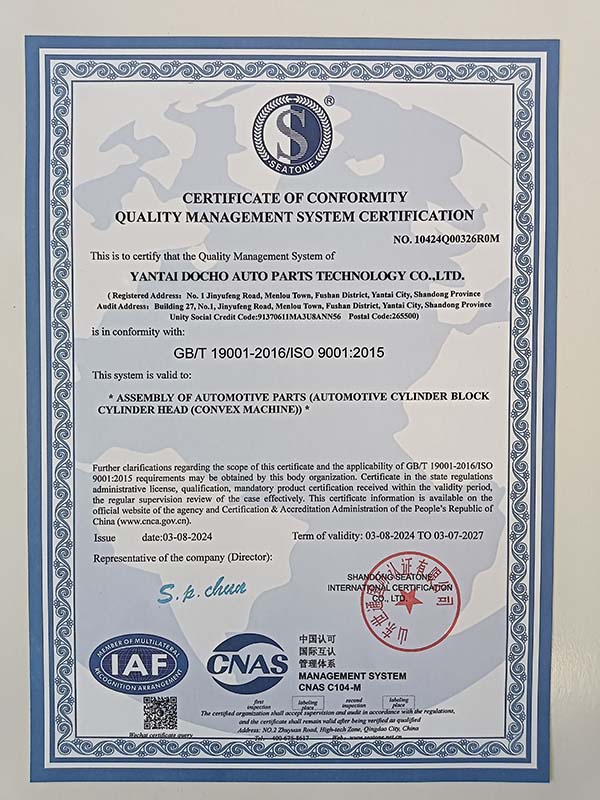 S
SEATONE
®
CERTIFICATE OF CONFORMITY
QUALITY MANAGEMENT SYSTEM CERTIFICATION
NO. 10424Q00326R0M
This is to certify that the Quality Management System of
YANTAI DOCHO AUTO PARTS TECHNOLOGY CO.,LTD.
( Registered Address: No. 1 Jinyufeng Road, Menlou Town, Fushan District, Yantai City, Shandong Province
Audit Address: Building 27, No.1, Jinyufeng Road, Menlou Town, Fushan District, Yantai City, Shandong Province
Unity Social Credit Code:91370611MA3U8ANN56 Postal Code:265500)
is in conformity with:
GB/T 19001-2016/ISO 9001:2015
This system is valid to:
* ASSEMBLY OF AUTOMOTIVE PARTS (AUTOMOTIVE CYLINDER BLOCK
CYLINDER HEAD (CONVEX MACHINE)) *
Further clarifications regarding the scope of this certificate and the applicability of GB/T 19001-2016/ISO
9001:2015 requirements may be obtained by this body organization. Certificate in the state regulations
administrative license, qualification, mandatory product certification received within the validity period,
the regular supervision review of the case effectively. This certificate information is available on the
official website of the agency and Certification & Accreditation Administration of the People's Republic of
China (www.cnca.gov.cn).
Issue date:03-08-2024 Term of validity: 03-08-2024 TO 03-07-2027
Representative of the company (Director):
S.p. chun
SHANDONG SEATONE
INTERNATIONAL CERTIFICATION
CO., LTD.
MEMBER OF MULTILATERAL
IAF
RECOGNITION ARRANGEMENT
CNAS
中国认可
国际互认
管理体系
MANAGEMENT SYSTEM
CNAS C104-M
first inspection labeling place second inspection labeling place
The certified organization shall accept supervision and audit in accordance with the regulations,
and the certificate shall remain valid after being verified as qualified
Address: NO.2 Zhuyuan Road, High-tech Zone, Qingdao City, China
Wechat certificate query